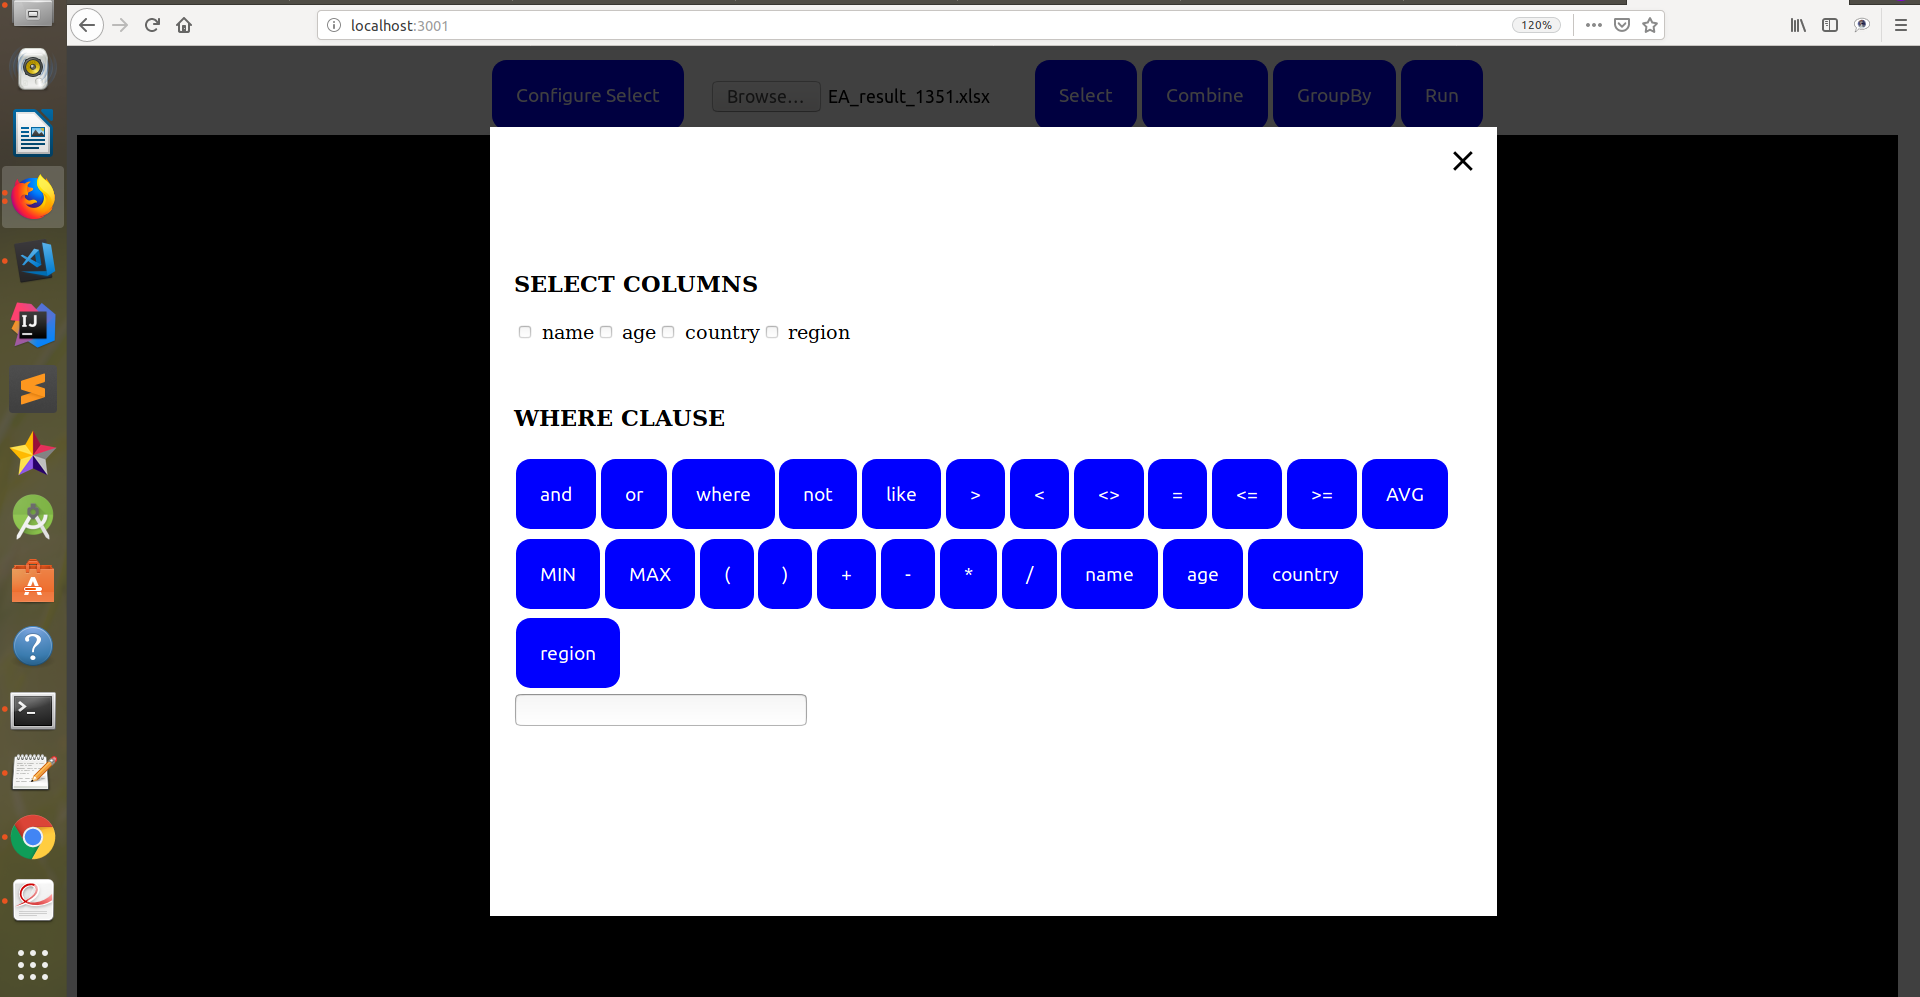 localhost:3001 120%
Configure Select Browse... EA_result_1351.xlsx Select Combine GroupBy Run
SELECT COLUMNS
name age country region
WHERE CLAUSE
and or where not like > < <> = <= >= AVG
MIN MAX ( ) + - * / name age country
region
IJ
>_
A
?